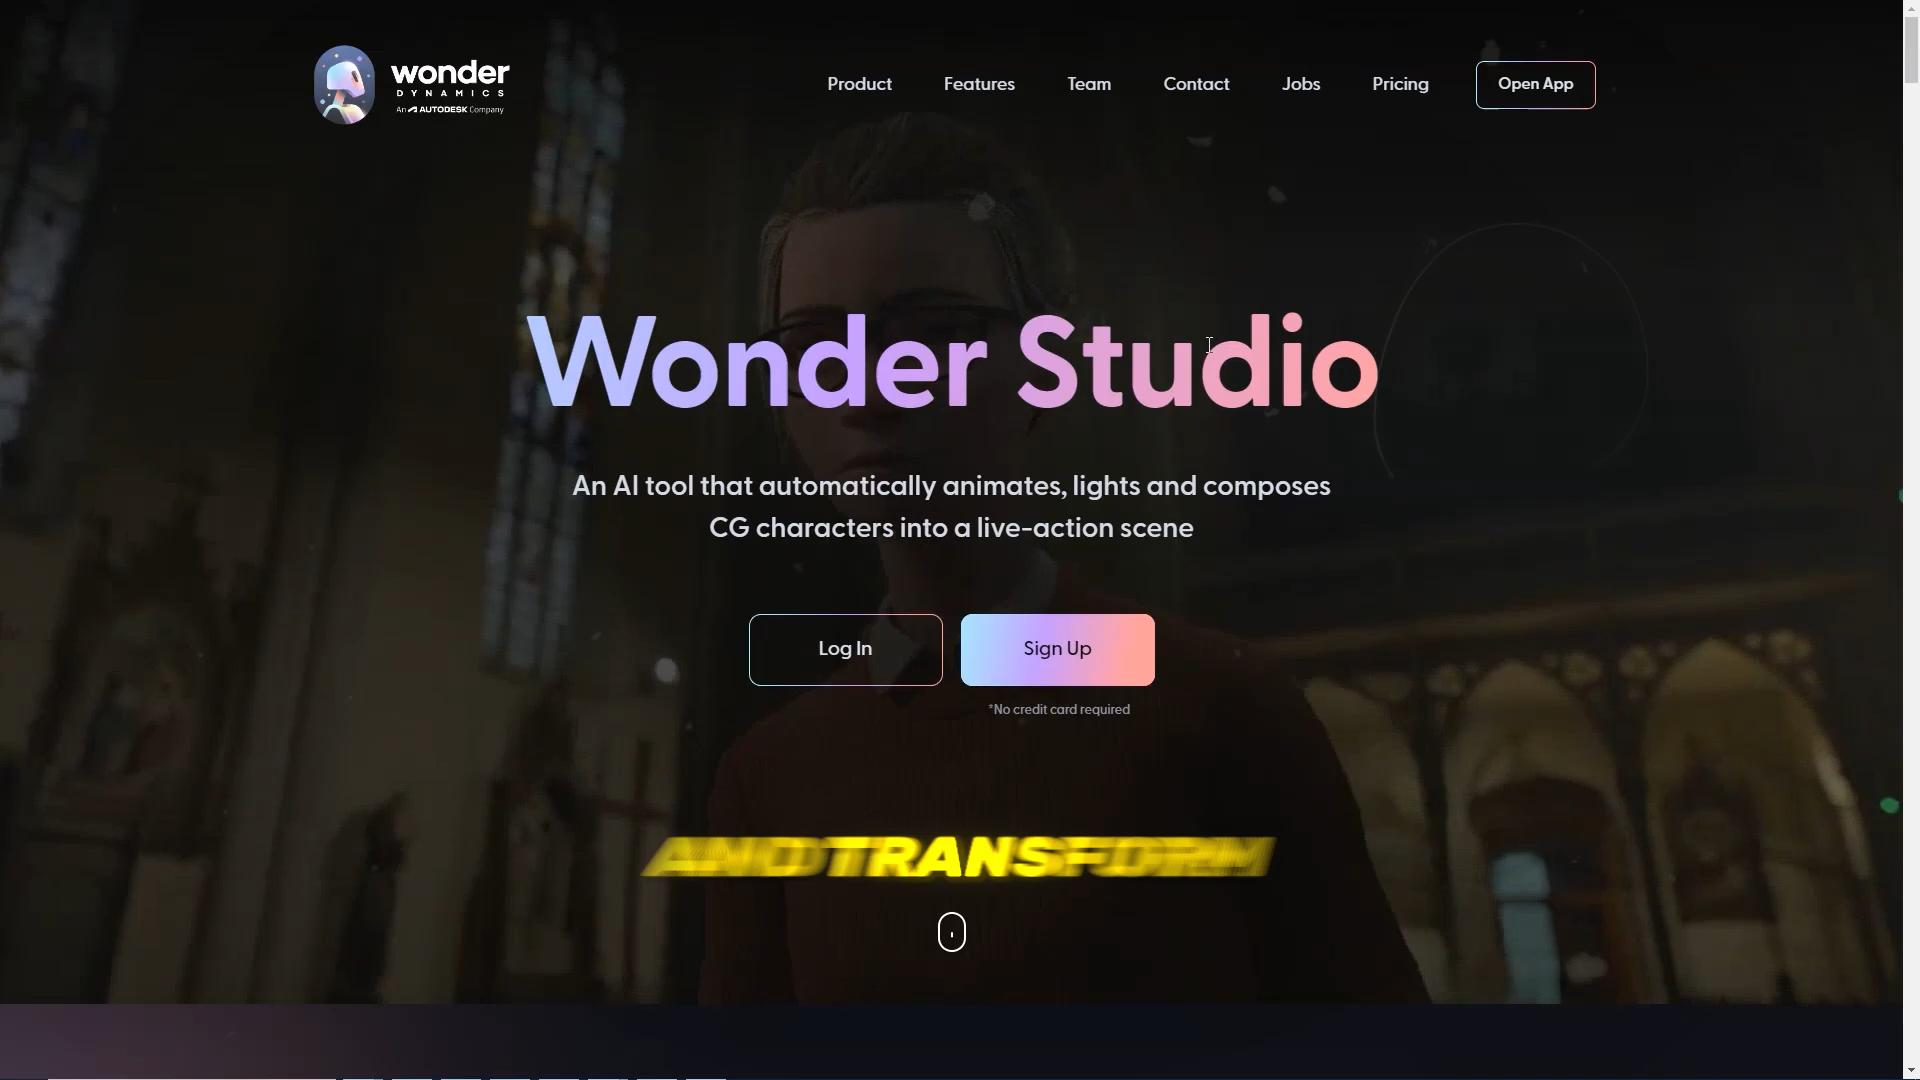 wonder
DYNAMICS
An AUTODESK Company
Product
Features
Team
Contact
Jobs
Pricing
Open App
Wonder Studio
An AI tool that automatically animates, lights and composes
CG characters into a live-action scene
Log In
Sign Up
*No credit card required
AND TRANSFORM